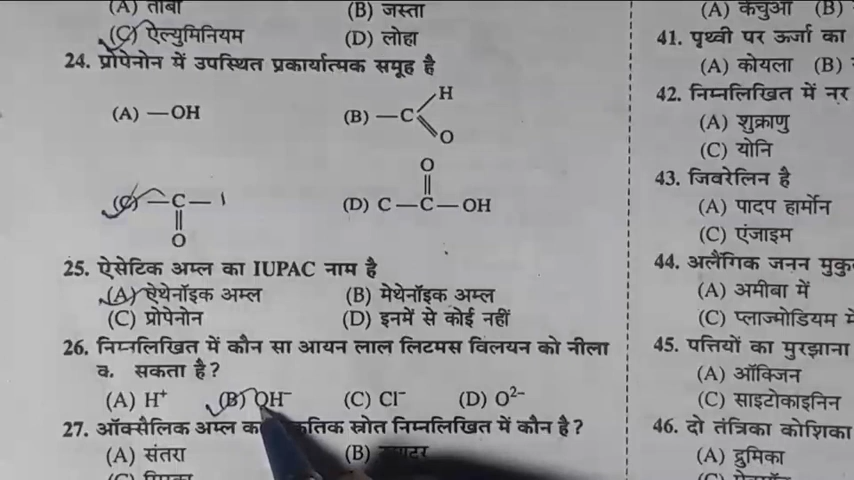 (A) ताँबा
(B) जस्ता
(C) ऐल्युमिनियम
(D) लोहा
24. प्रोपेनोन में उपस्थित प्रकार्यात्मक समूह है
(A) —OH
(B) —C
H
O
(C) —C—
O
(D) C—C—OH
O
25. ऐसेटिक अम्ल का IUPAC नाम है
(A) ऐथेनॉइक अम्ल
(B) मेथेनॉइक अम्ल
(C) प्रोपेनोन
(D) इनमें से कोई नहीं
26. निम्नलिखित में कौन सा आयन लाल लिटमस विलयन को नीला
सकता है?
(A) H⁺
(B) OH⁻
(C) Cl⁻
(D) O²⁻
27. ऑक्सैलिक अम्ल का स्रोत निम्नलिखित में कौन है?
(A) संतरा
(B)
(A) केंचुआ (B)
41. पृथ्वी पर ऊर्जा का
(A) कोयला (B)
42. निम्नलिखित में नर
(A) शुक्राणु
(C) योनि
43. जिवरेलिन है
(A) पादप हार्मोन
(C) एंजाइम
44. अलैंगिक जनन
(A) अमीबा में
(C) प्लाज्मोडियम में
45. पत्तियों का मुरझाना
(A) ऑक्जिन
(C) साइटोकाइनिन
46. दो तंत्रिका कोशिका
(A) द्रुमिका